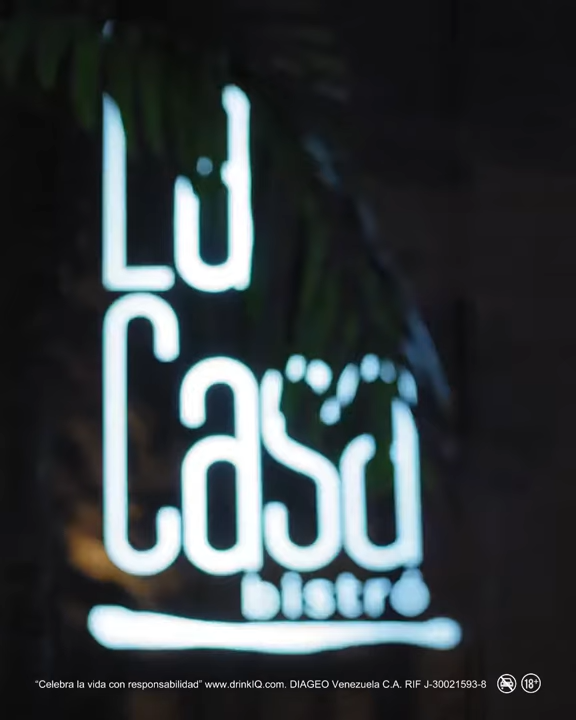 La
Casa
bistró
“Celebra la vida con responsabilidad” www.drinkIQ.com. DIAGEO Venezuela C.A. RIF J-30021593-8 18+